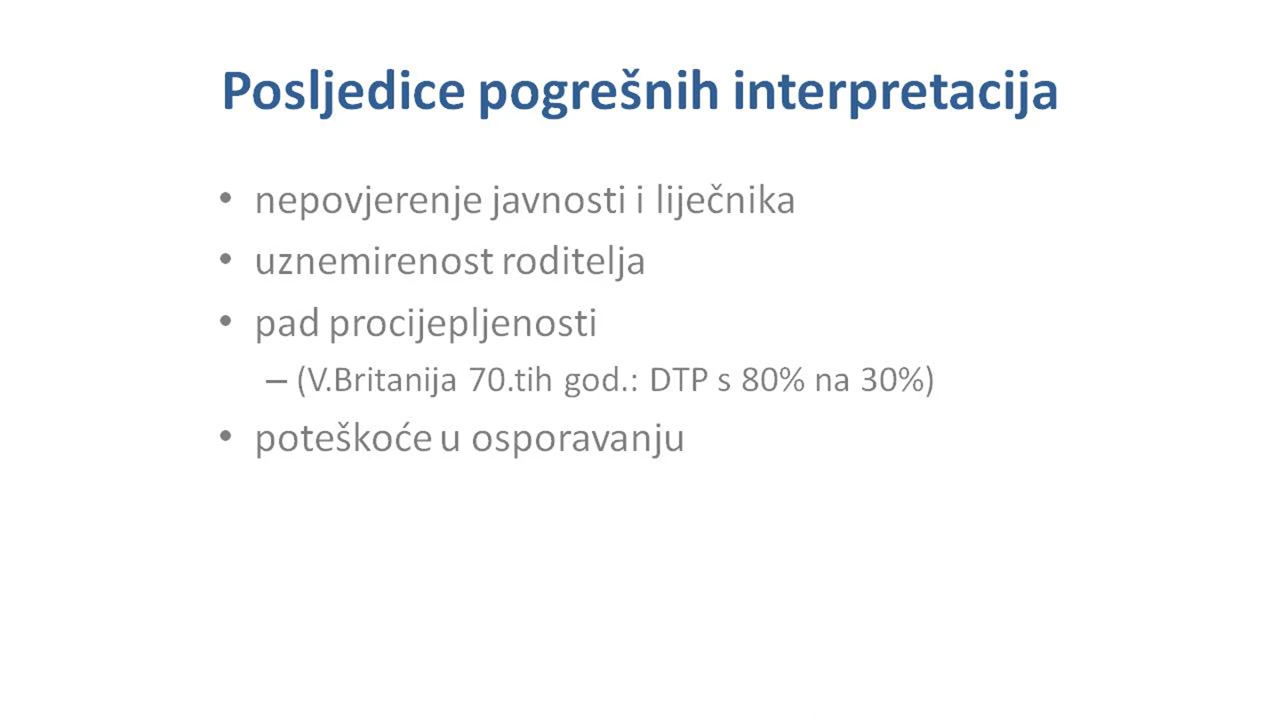 Posljedice pogrešnih interpretacija
• nepovjerenje javnosti i liječnika
• uznemirenost roditelja
• pad procijepljenosti
– (V.Britanija 70.tih god.: DTP s 80% na 30%)
• poteškoće u osporavanju